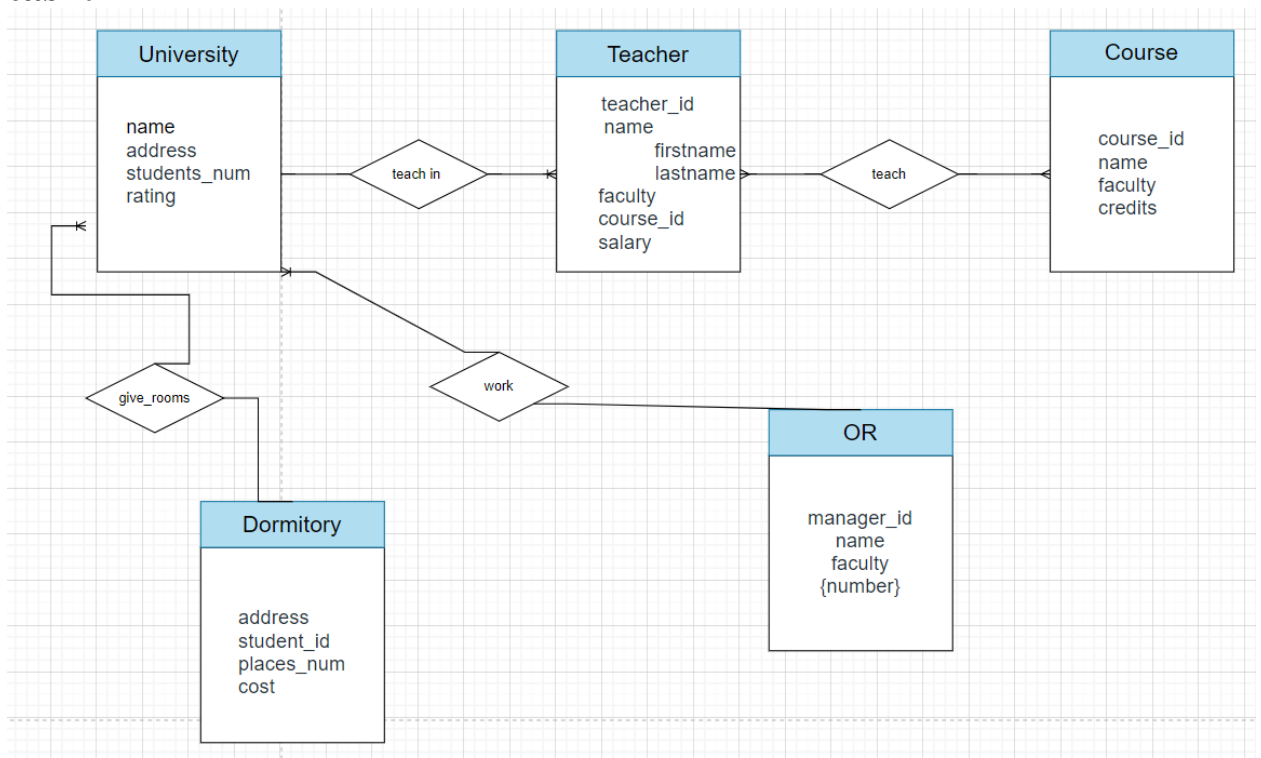 University
name
address
students_num
rating
teach in
Teacher
teacher_id
name
firstname
lastname
faculty
course_id
salary
teach
Course
course_id
name
faculty
credits
give_rooms
work
Dormitory
address
student_id
places_num
cost
OR
manager_id
name
faculty
{number}